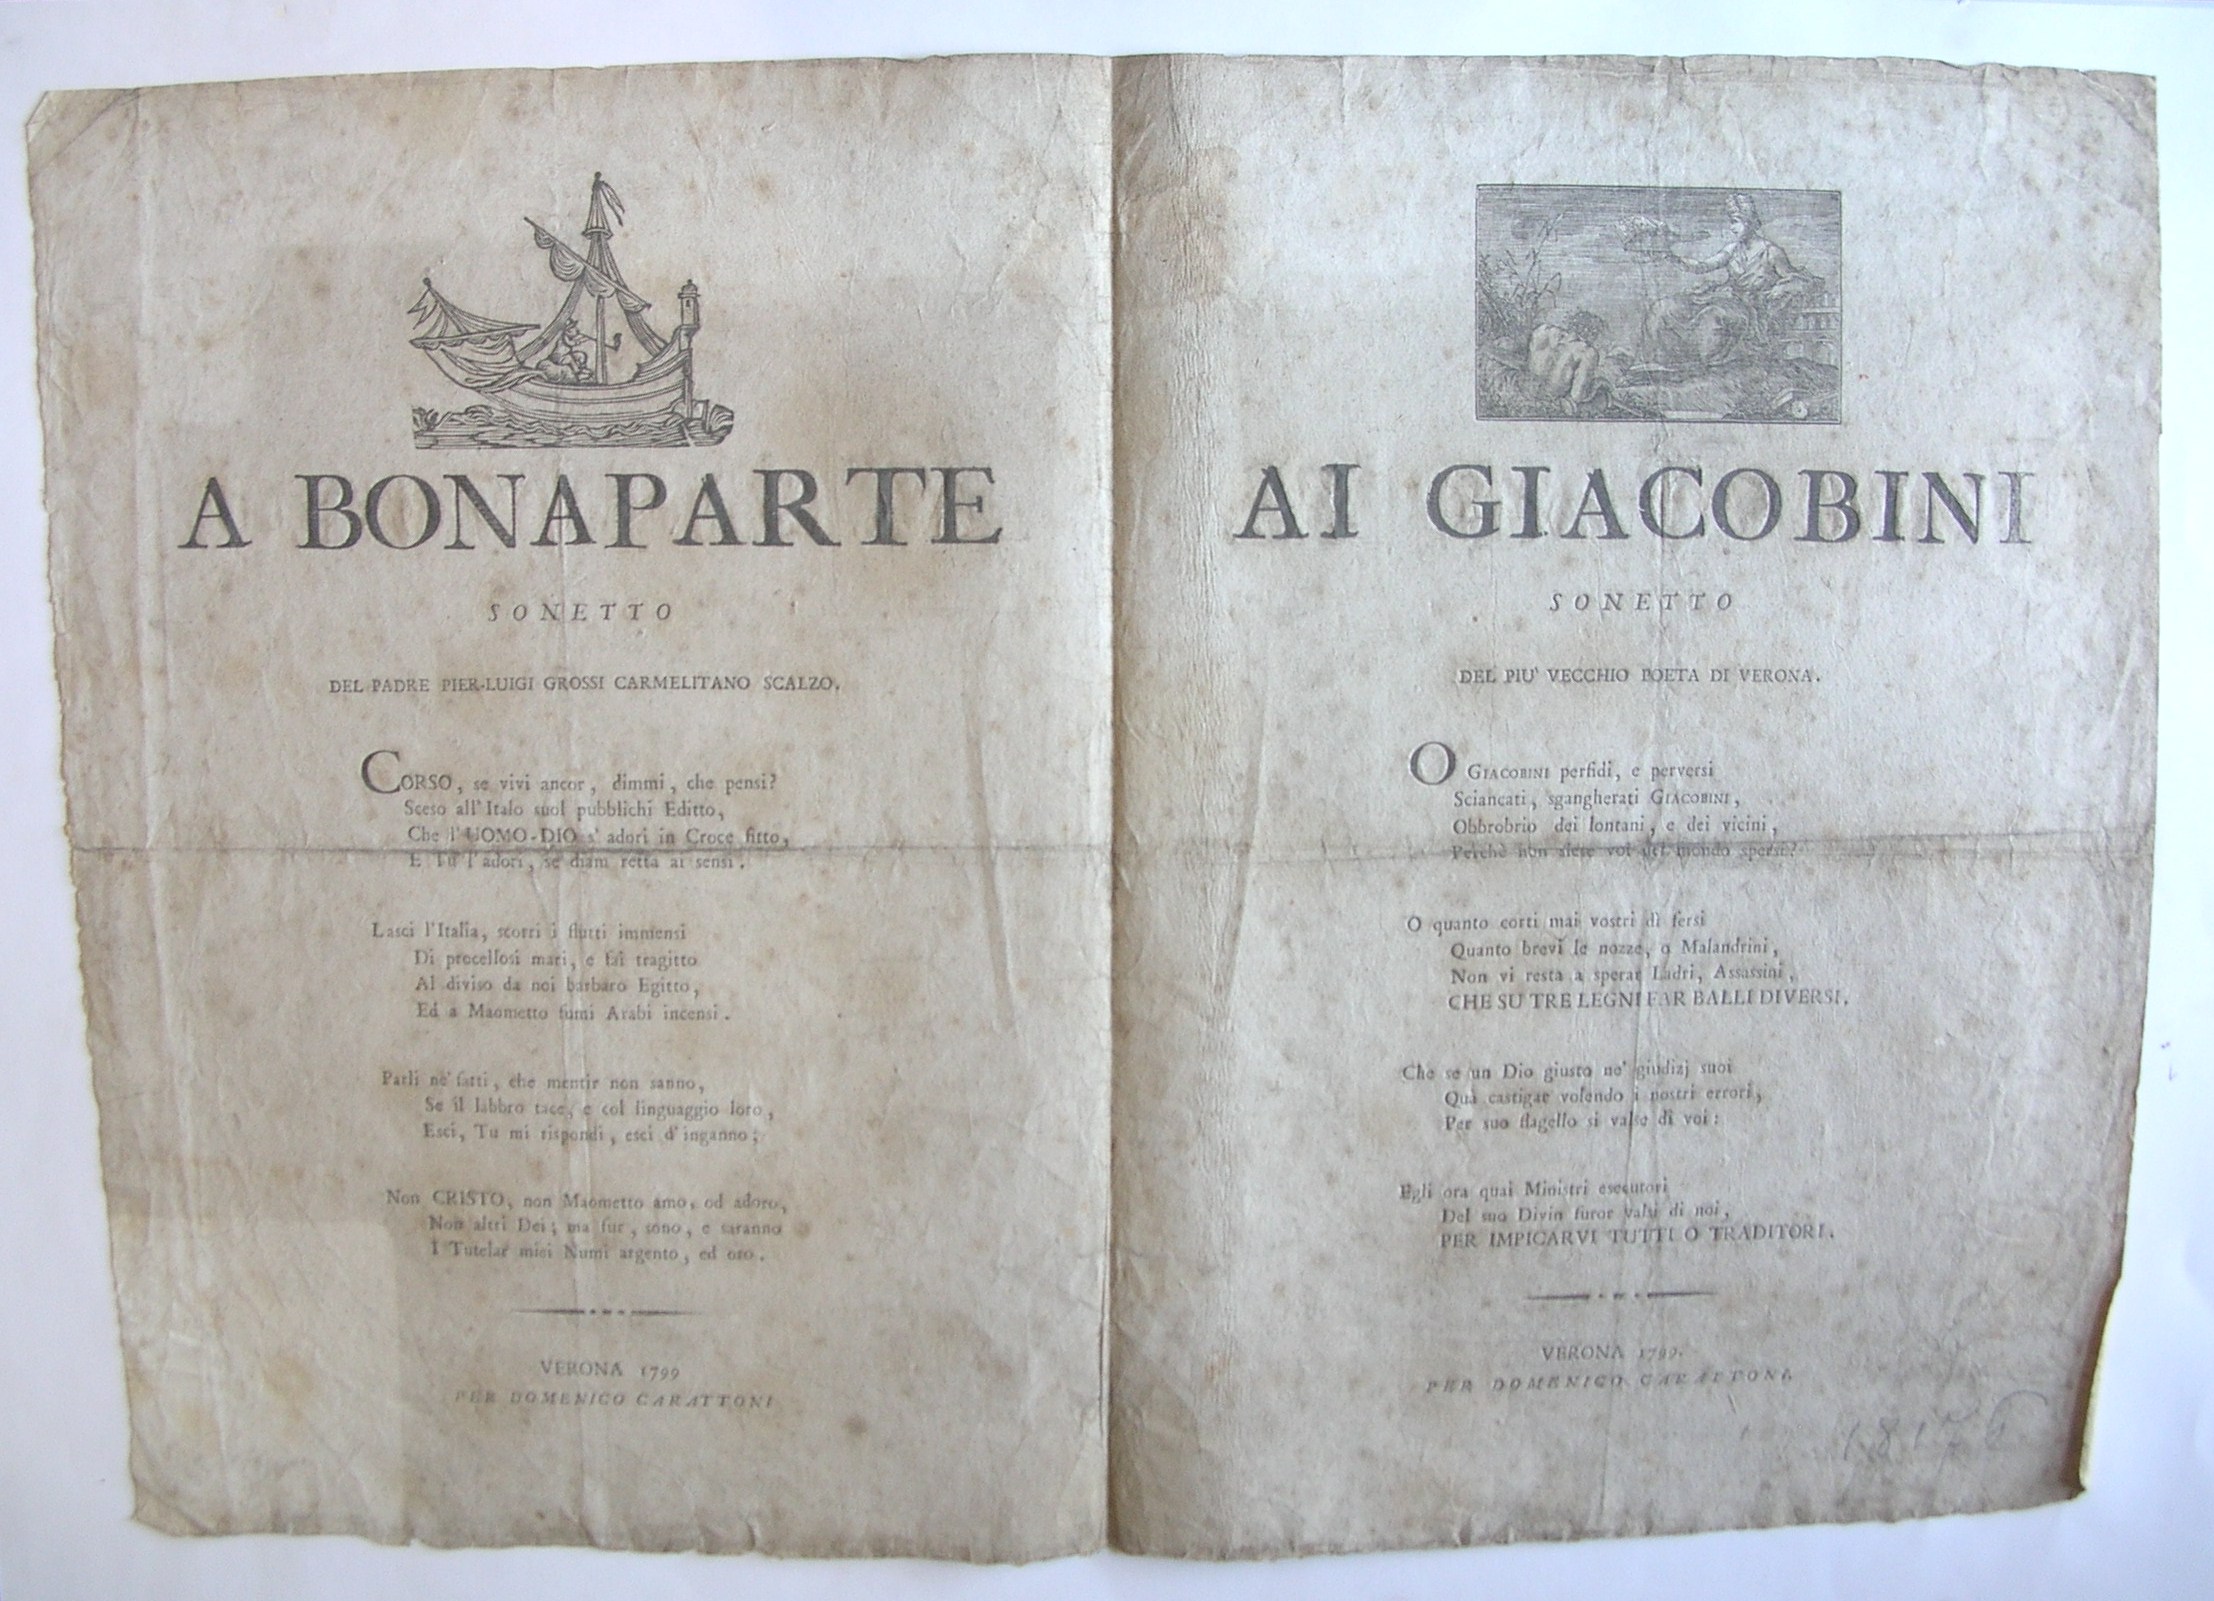 A BONAPARTE
SONETTO
DEL PADRE PIER-LUIGI GROSSI CARMELITANO SCALZO.
CORSO, se vivi ancor, dimmi, che pensi?
Sceso all'Italo suol pubblichi Editto,
Che l'UOMO-DIO s'adori in Croce fitto,
E Tu l'adori, se diam retta ai sensi.
Lasci l'Italia, scorri i flutti immensi
Di procellosi mari, e fai tragitto
Al diviso da noi barbaro Egitto,
Ed a Maometto fumi Arabi incensi.
Parli ne' fatti, che mentir non sanno,
Se il labbro tace, e col linguaggio loro,
Esci, Tu mi rispondi, esci d'inganno;
Non CRISTO, non Maometto amo, od adoro,
Non altri Dei; ma fur, sono, e saranno
I Tutelar miei Numi argento, ed oro.
VERONA 1799
PER DOMENICO CARATTONI
AI GIACOBINI
SONETTO
DEL PIU' VECCHIO POETA DI VERONA.
O GIACOBINI perfidi, e perversi
Sciancati, sgangherati GIACOBINI,
Obbrobrio dei lontani, e dei vicini,
Perchè non siete voi del mondo spersi?
O quanto corti mai vostri dì fersi
Quanto brevi le nozze, o Malandrini,
Non vi resta a sperar Ladri, Assassini,
CHE SU TRE LEGNI FAR BALLI DIVERSI.
Che se un Dio giusto ne' giudizj suoi
Quà castigar volendo i nostri errori,
Per suo flagello si valse di voi:
Egli ora quai Ministri esecutori
Del suo Divin furor valsi di noi,
PER IMPICARVI TUTTI O TRADITORI.
VERONA 1799.
PER DOMENICO CARATTONI